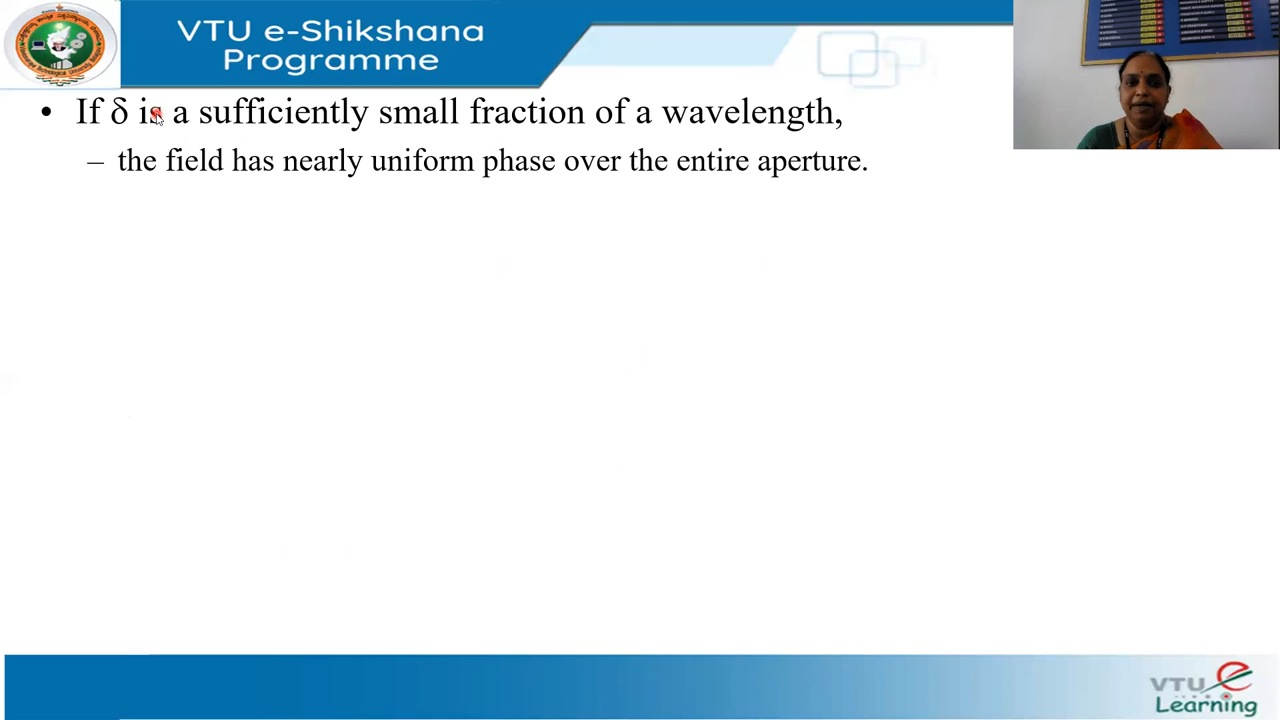 VTU e-Shikshana
Programme
• If δ is a sufficiently small fraction of a wavelength,
– the field has nearly uniform phase over the entire aperture.
VTU e
Learning